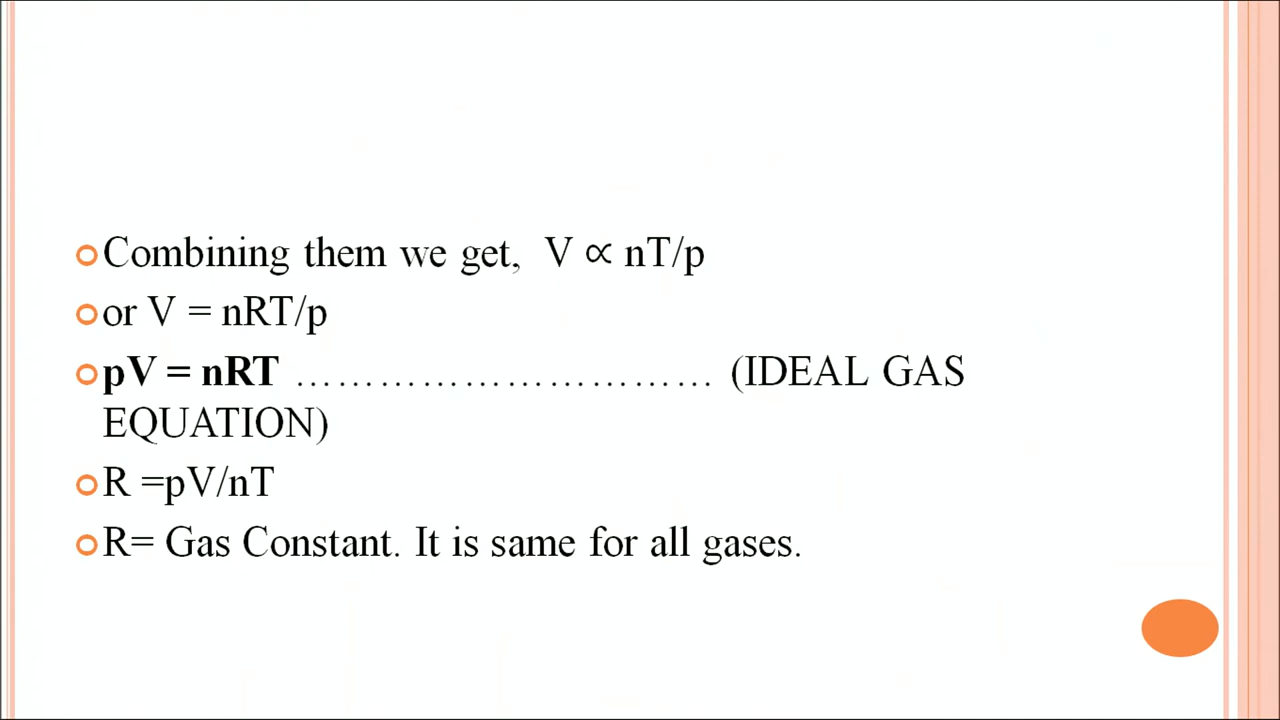 Combining them we get, V ∝ nT/p
or V = nRT/p
pV = nRT ………………………… (IDEAL GAS
EQUATION)
R =pV/nT
R= Gas Constant. It is same for all gases.